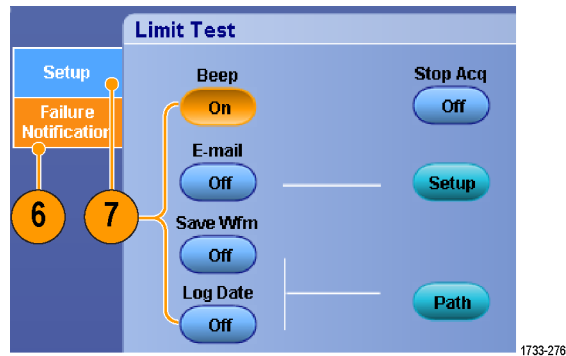 Limit Test
Setup
Failure
Notification
Beep
On
Stop Acq
Off
E-mail
Off
Setup
Save Wfm
Off
Log Date
Off
Path
6
7
1733-276